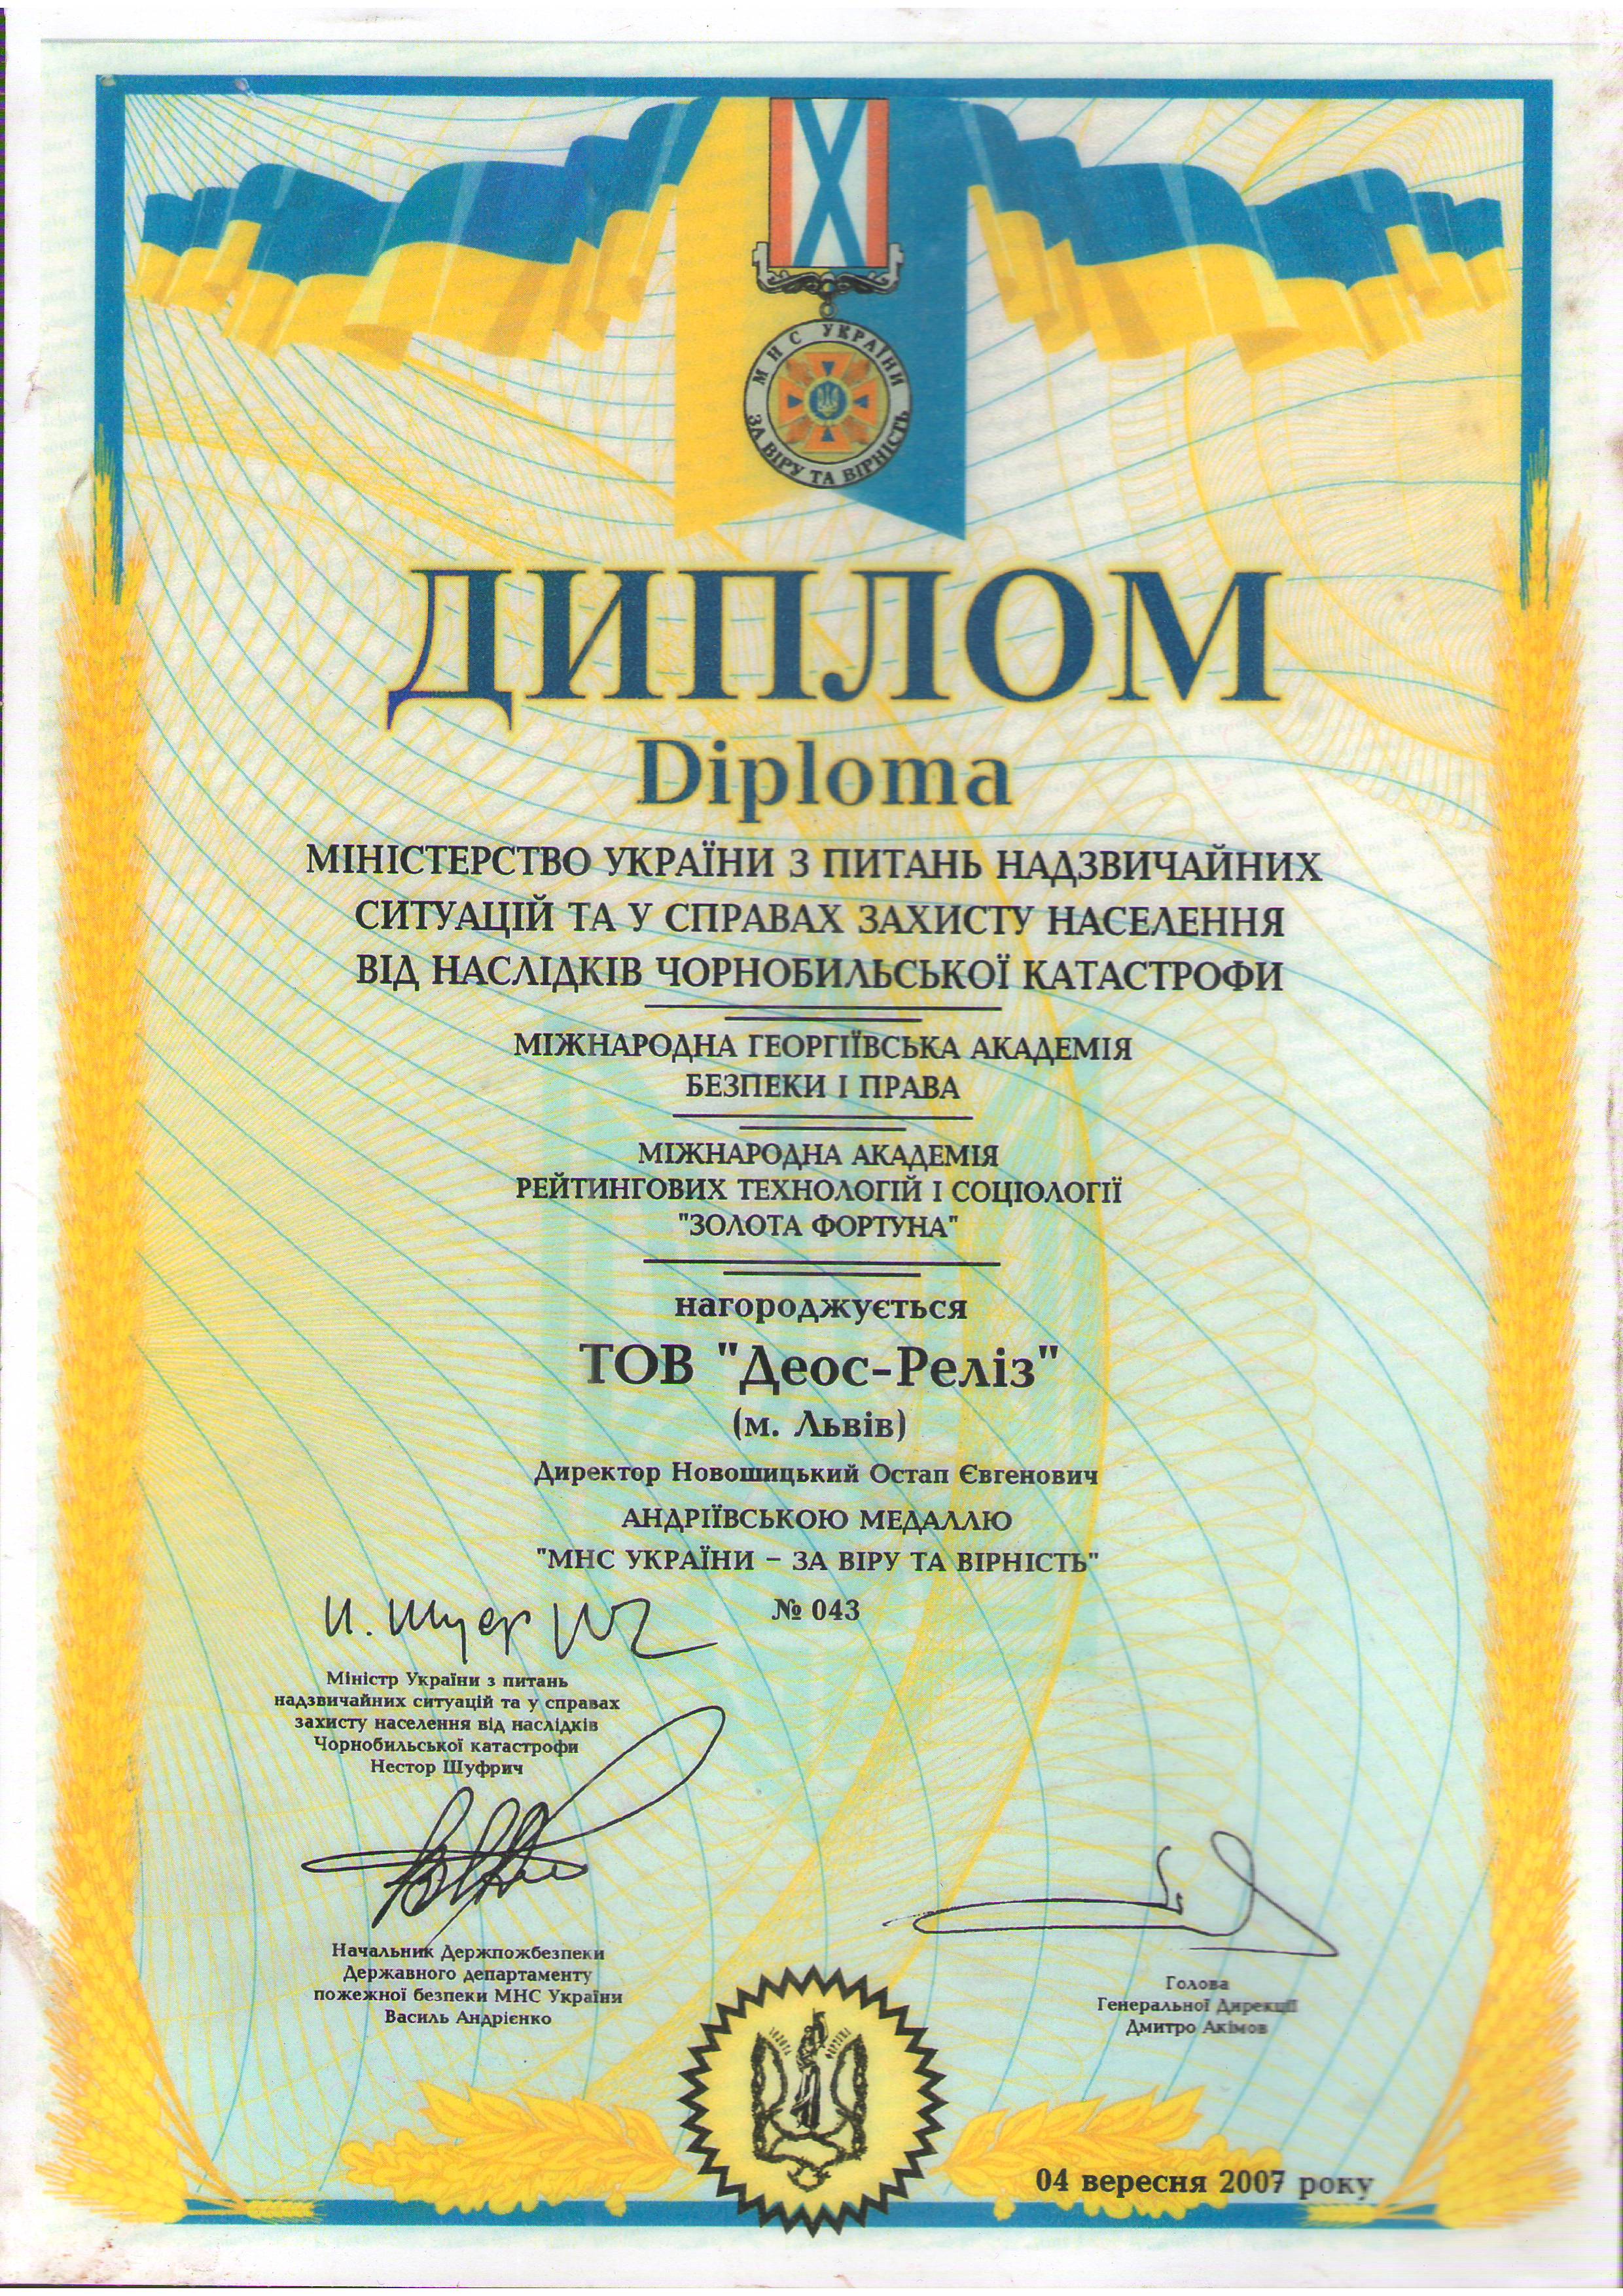 МНС УКРАЇНИ
ЗА ВІРУ ТА ВІРНІСТЬ
ДИПЛОМ
Diploma
МІНІСТЕРСТВО УКРАЇНИ З ПИТАНЬ НАДЗВИЧАЙНИХ
СИТУАЦІЙ ТА У СПРАВАХ ЗАХИСТУ НАСЕЛЕННЯ
ВІД НАСЛІДКІВ ЧОРНОБИЛЬСЬКОЇ КАТАСТРОФИ
МІЖНАРОДНА ГЕОРГІЇВСЬКА АКАДЕМІЯ
БЕЗПЕКИ І ПРАВА
МІЖНАРОДНА АКАДЕМІЯ
РЕЙТИНГОВИХ ТЕХНОЛОГІЙ І СОЦІОЛОГІЇ
"ЗОЛОТА ФОРТУНА"
нагороджується
ТОВ "Деос-Реліз"
(м. Львів)
Директор Новошицький Остап Євгенович
АНДРІЇВСЬКОЮ МЕДАЛЛЮ
"МНС УКРАЇНИ – ЗА ВІРУ ТА ВІРНІСТЬ"
№ 043
Міністр України з питань
надзвичайних ситуацій та у справах
захисту населення від наслідків
Чорнобильської катастрофи
Нестор Шуфрич
Начальник Держпожбезпеки
Державного департаменту
пожежної безпеки МНС України
Василь Андрієнко
Голова
Генеральної Дирекції
Дмитро Акімов
04 вересня 2007 року